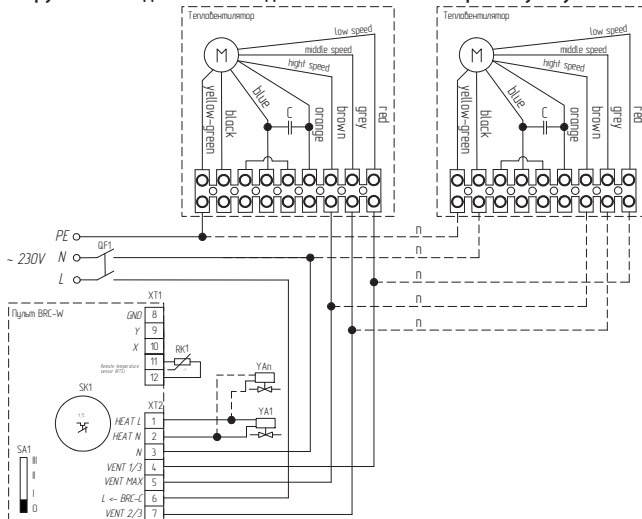 Тепловентилятор
low speed
middle speed
hight speed
M
yellow-green
black
blue
C
orange
brown
grey
red
Тепловентилятор
low speed
middle speed
hight speed
M
yellow-green
black
blue
C
orange
brown
grey
red
PE
n
~ 230V
N
QF1
n
L
n
n
n
Пульт BRC-W
XT1
GND 8
Y 9
X 10
11
12
RK1
Remote temperature
SK1
t,°C
XT2
HEAT L 1
HEAT N 2
N 3
VENT 1/3 4
VENT MAX 5
L <- BRC-C 6
VENT 2/3 7
YAn
YA1
SA1
III
II
I
0